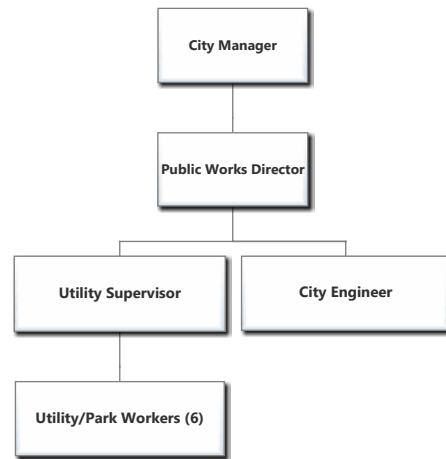 City Manager
Public Works Director
Utility Supervisor
City Engineer
Utility/Park Workers (6)